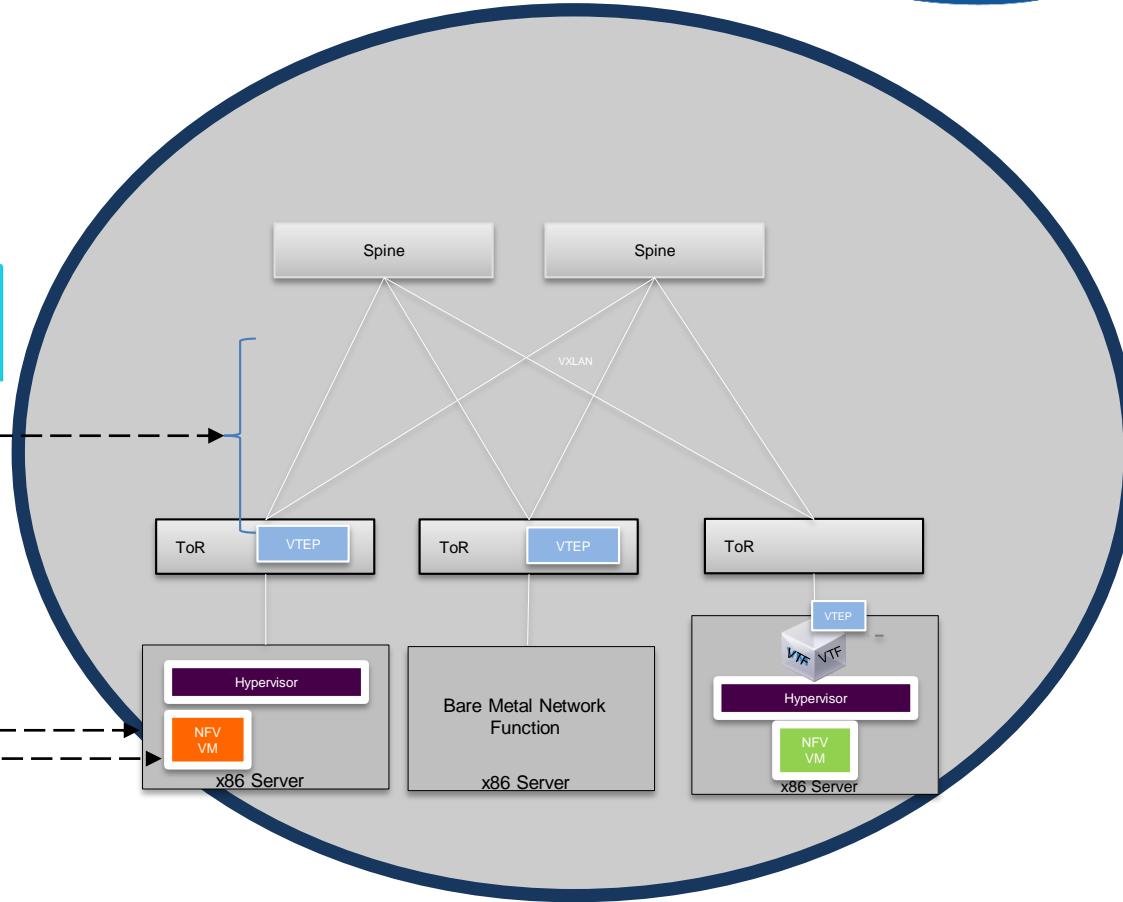 Spine
Spine
VXLAN
ToR
VTEP
ToR
VTEP
ToR
VTEP
VTF
VTF
Hypervisor
NFV
VM
x86 Server
Bare Metal Network
Function
x86 Server
Hypervisor
NFV
VM
x86 Server